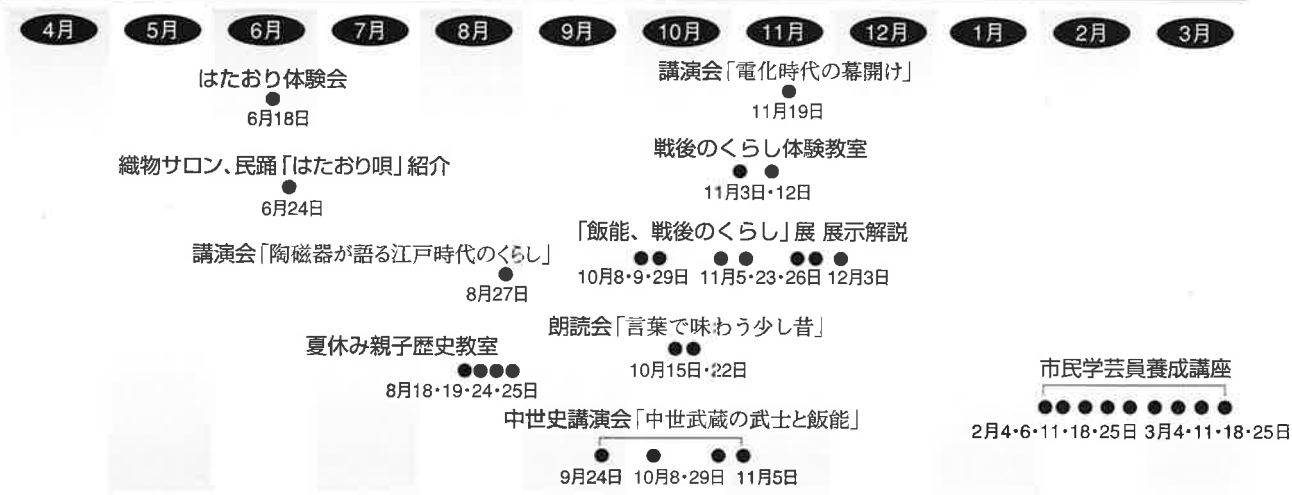 4月 5月 6月 7月 8月 9月 10月 11月 12月 1月 2月 3月
はたおり体験会
6月18日
織物サロン、民踊「はたおり唄」紹介
6月24日
講演会「陶磁器が語る江戸時代のくらし」
8月27日
夏休み親子歴史教室
8月18・19・24・25日
講演会「電化時代の幕開け」
11月19日
戦後のくらし体験教室
11月3日・12日
「飯能、戦後のくらし」展 展示解説
10月8・9・29日 11月5・23・26日 12月3日
朗読会「言葉で味わう少し昔」
10月15日・22日
中世史講演会「中世武蔵の武士と飯能」
9月24日 10月8・29日 11月5日
市民学芸員養成講座
2月4・6・11・18・25日 3月4・11・18・25日